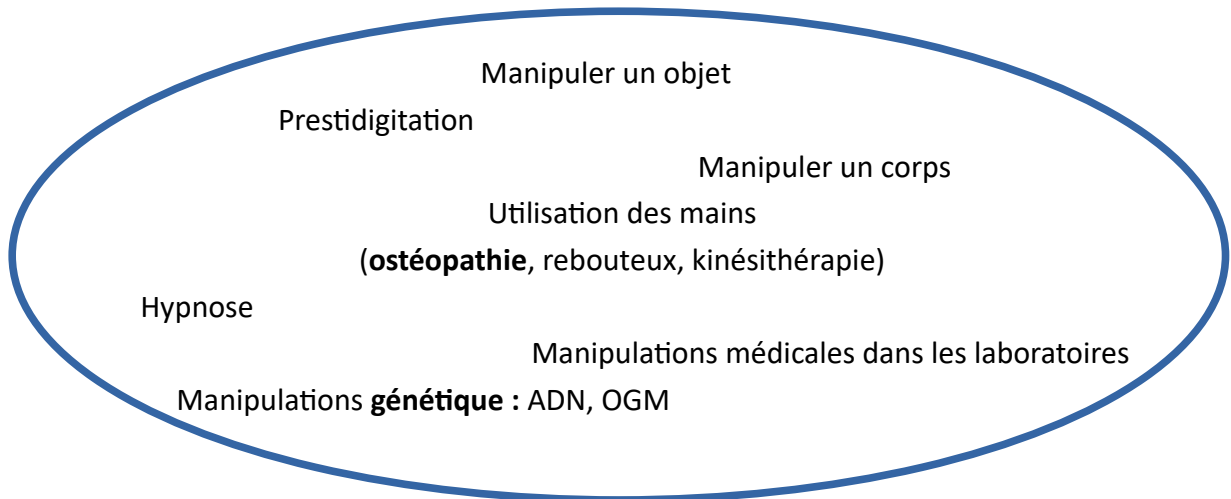 Manipuler un objet
Prestidigitation
Manipuler un corps
Utilisation des mains
(ostéopathie, rebouteux, kinésithérapie)
Hypnose
Manipulations médicales dans les laboratoires
Manipulations génétique : ADN, OGM